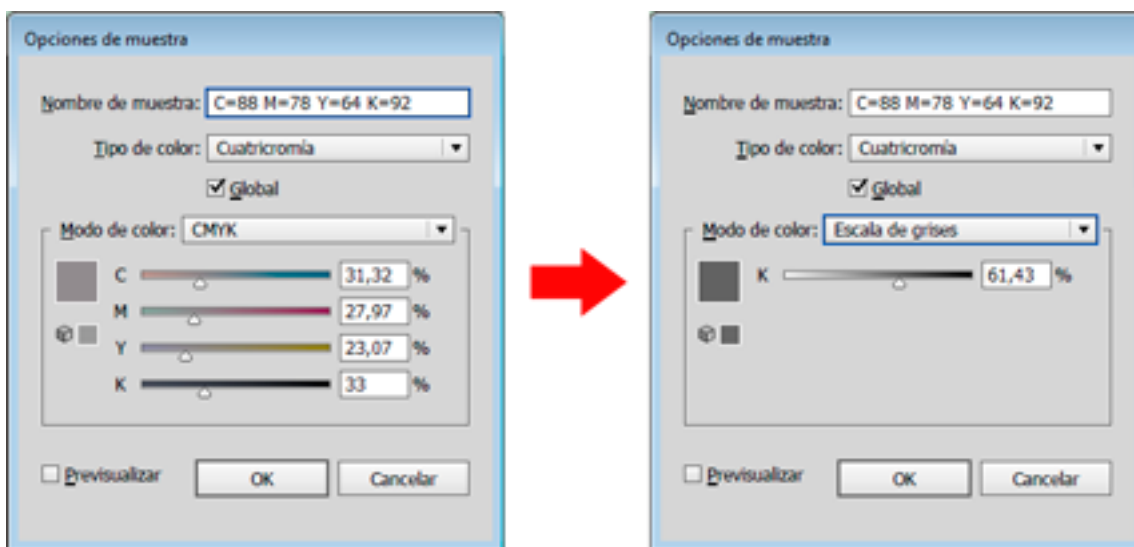 Opciones de muestra
Nombre de muestra: C=88 M=78 Y=64 K=92
Tipo de color: Cuatricromía
Global
Modo de color: CMYK
C 31,32 %
M 27,97 %
Y 23,07 %
K 33 %
Previsualizar OK Cancelar
Opciones de muestra
Nombre de muestra: C=88 M=78 Y=64 K=92
Tipo de color: Cuatricromía
Global
Modo de color: Escala de grises
K 61,43 %
Previsualizar OK Cancelar